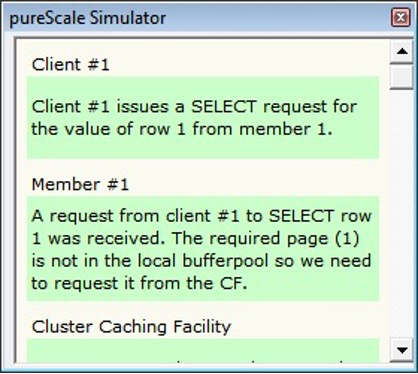 pureScale Simulator
Client #1
Client #1 issues a SELECT request for
the value of row 1 from member 1.
Member #1
A request from client #1 to SELECT row
1 was received. The required page (1)
is not in the local bufferpool so we need
to request it from the CF.
Cluster Caching Facility